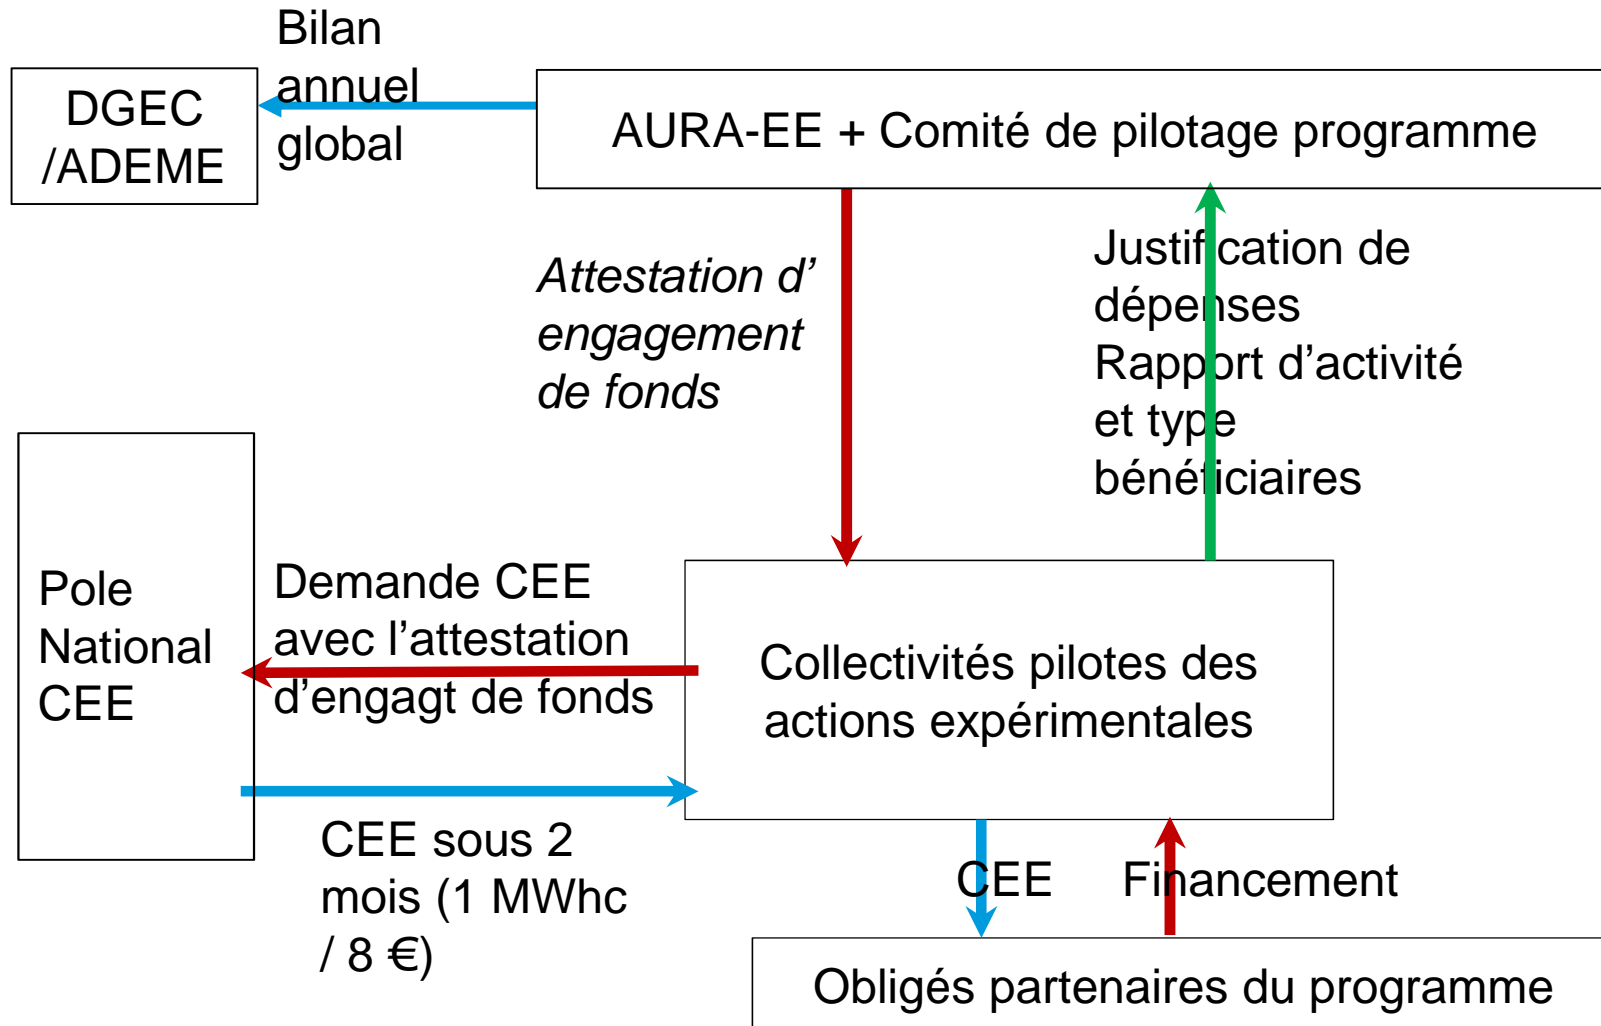 Bilan
annuel
global
DGEC
/ADEME
AURA-EE + Comité de pilotage programme
Attestation d’
engagement
de fonds
Justification de
dépenses
Rapport d’activité
et type
bénéficiaires
Pole
National
CEE
Demande CEE
avec l’attestation
d’engagt de fonds
Collectivités pilotes des
actions expérimentales
CEE sous 2
mois (1 MWhc
/ 8 €)
CEE
Financement
Obligés partenaires du programme